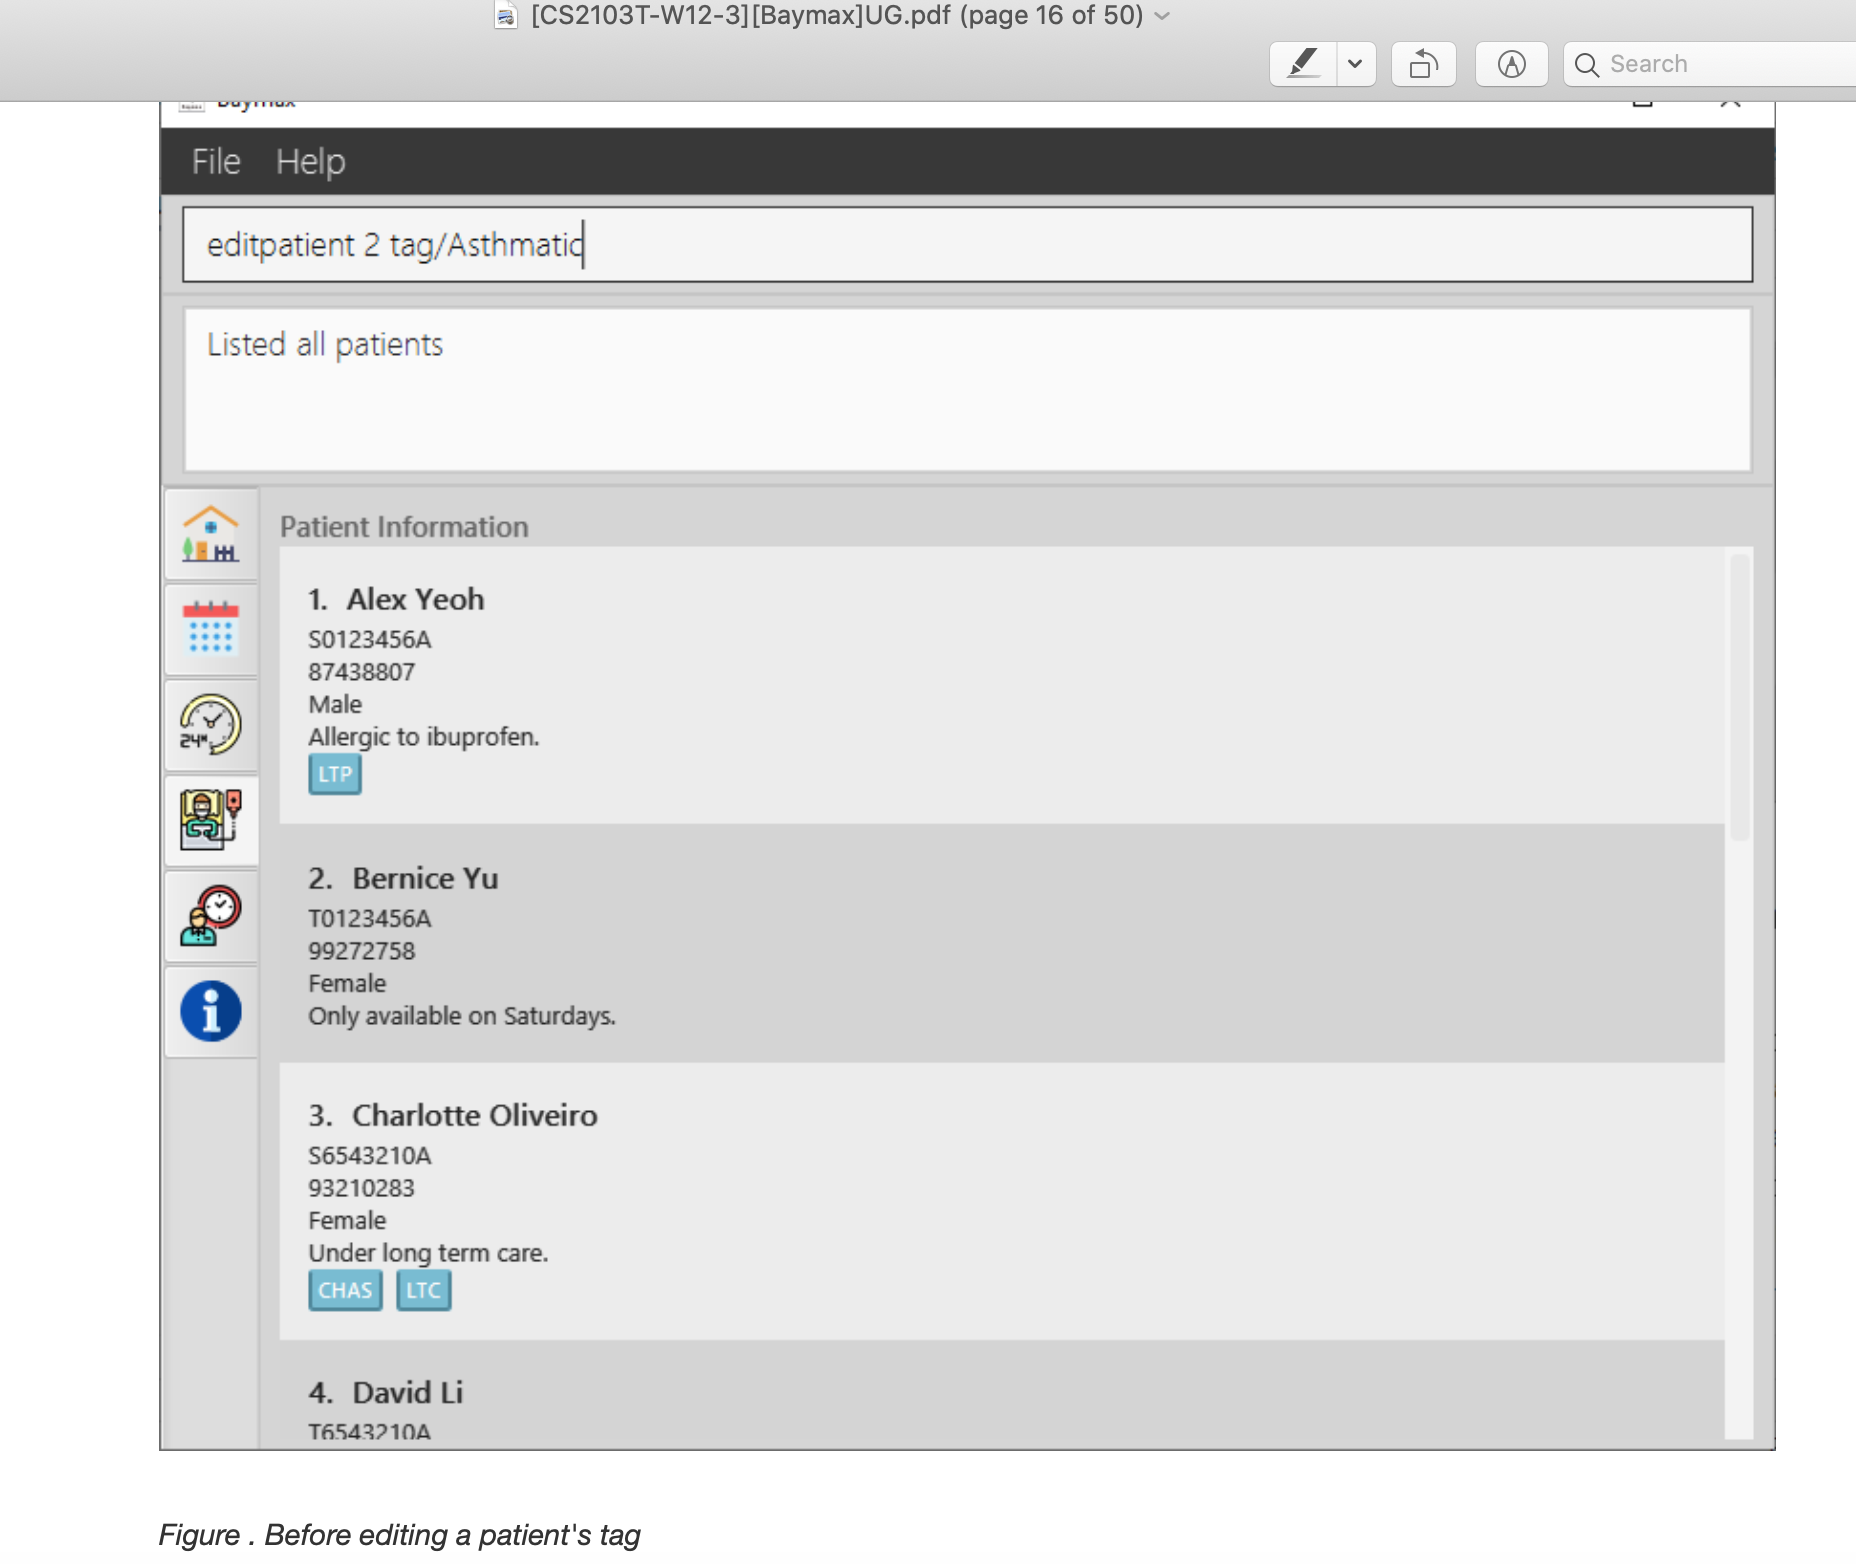 [CS2103T-W12-3][Baymax]UG.pdf (page 16 of 50)
Search
Baymax
File Help
editpatient 2 tag/Asthmatic
Listed all patients
Patient Information
1. Alex Yeoh
S0123456A
87438807
Male
Allergic to ibuprofen.
LTP
2. Bernice Yu
T0123456A
99272758
Female
Only available on Saturdays.
3. Charlotte Oliveiro
S6543210A
93210283
Female
Under long term care.
CHAS LTC
4. David Li
T6543210A
24
Figure . Before editing a patient's tag